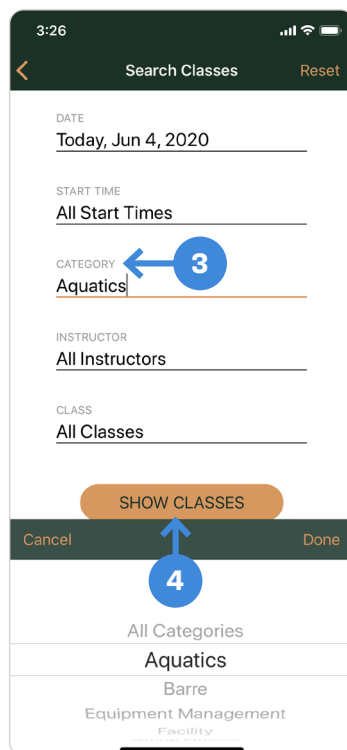 3:26
Search Classes Reset
DATE
Today, Jun 4, 2020
START TIME
All Start Times
CATEGORY 3
Aquatics
INSTRUCTOR
All Instructors
CLASS
All Classes
SHOW CLASSES
Cancel Done
4
All Categories
Aquatics
Barre
Equipment Management
Facility